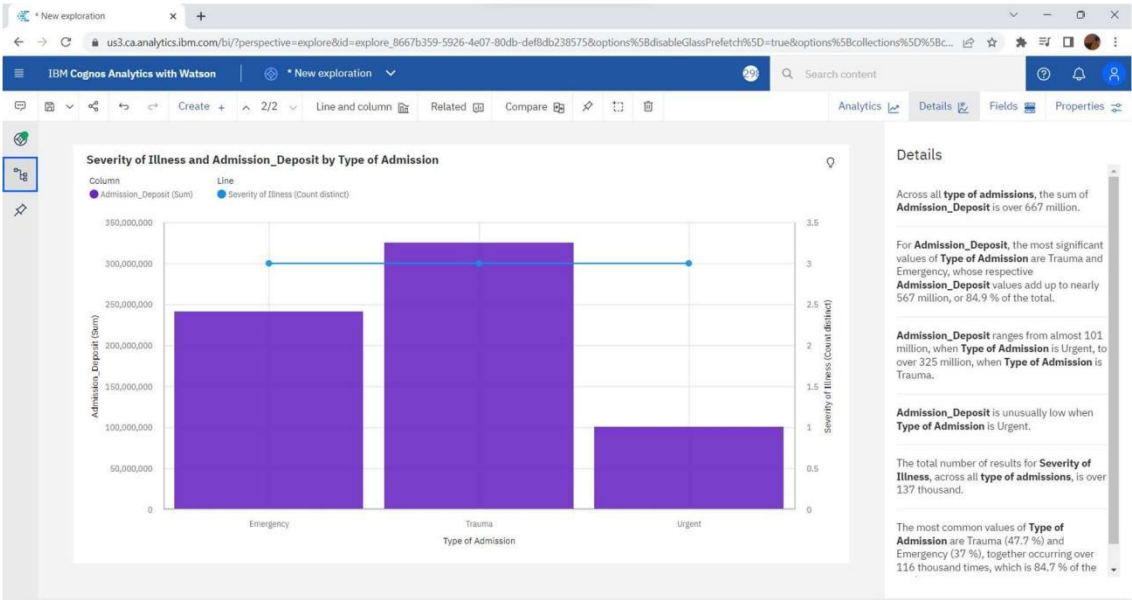 * New exploration
us3.ca.analytics.ibm.com/bi/?perspective=explore&id=explore_8667b359-5926-4e07-80db-def8db238575&options%5BdisableGlassPrefetch%5D=true&options%5Bcollections%5D%5Bc...
IBM Cognos Analytics with Watson
* New exploration
Search content
Create +
2/2
Line and column
Related
Compare
Analytics
Details
Fields
Properties
Severity of Illness and Admission_Deposit by Type of Admission
Column
Line
Admission_Deposit (Sum)
Severity of Illness (Count distinct)
350,000,000
300,000,000
250,000,000
200,000,000
150,000,000
100,000,000
50,000,000
0
Admission_Deposit (Sum)
3.5
3
2.5
2
1.5
1
0.5
0
Severity of Illness (Count distinct)
Emergency
Trauma
Urgent
Type of Admission
Details
Across all type of admissions, the sum of
Admission_Deposit is over 667 million.
For Admission_Deposit, the most significant
values of Type of Admission are Trauma and
Emergency, whose respective
Admission_Deposit values add up to nearly
567 million, or 84.9 % of the total.
Admission_Deposit ranges from almost 101
million, when Type of Admission is Urgent, to
over 325 million, when Type of Admission is
Trauma.
Admission_Deposit is unusually low when
Type of Admission is Urgent.
The total number of results for Severity of
Illness, across all type of admissions, is over
137 thousand.
The most common values of Type of
Admission are Trauma (47.7 %) and
Emergency (37 %), together occurring over
116 thousand times, which is 84.7 % of the